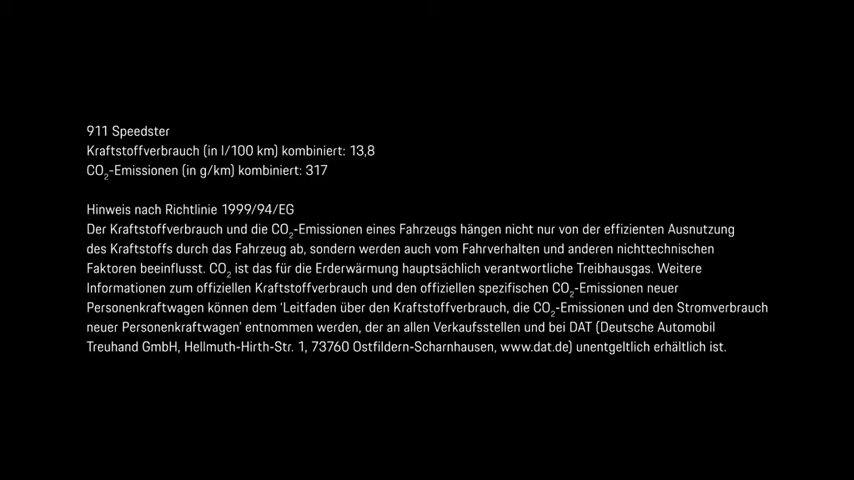 911 Speedster
Kraftstoffverbrauch (in l/100 km) kombiniert: 13,8
CO₂-Emissionen (in g/km) kombiniert: 317
Hinweis nach Richtlinie 1999/94/EG
Der Kraftstoffverbrauch und die CO₂-Emissionen eines Fahrzeugs hängen nicht nur von der effizienten Ausnutzung
des Kraftstoffs durch das Fahrzeug ab, sondern werden auch vom Fahrverhalten und anderen nichttechnischen
Faktoren beeinflusst. CO₂ ist das für die Erderwärmung hauptsächlich verantwortliche Treibhausgas. Weitere
Informationen zum offiziellen Kraftstoffverbrauch und den offiziellen spezifischen CO₂-Emissionen neuer
Personenkraftwagen können dem 'Leitfaden über den Kraftstoffverbrauch, die CO₂-Emissionen und den Stromverbrauch
neuer Personenkraftwagen' entnommen werden, der an allen Verkaufsstellen und bei DAT (Deutsche Automobil
Treuhand GmbH, Hellmuth-Hirth-Str. 1, 73760 Ostfildern-Scharnhausen, www.dat.de) unentgeltlich erhältlich ist.